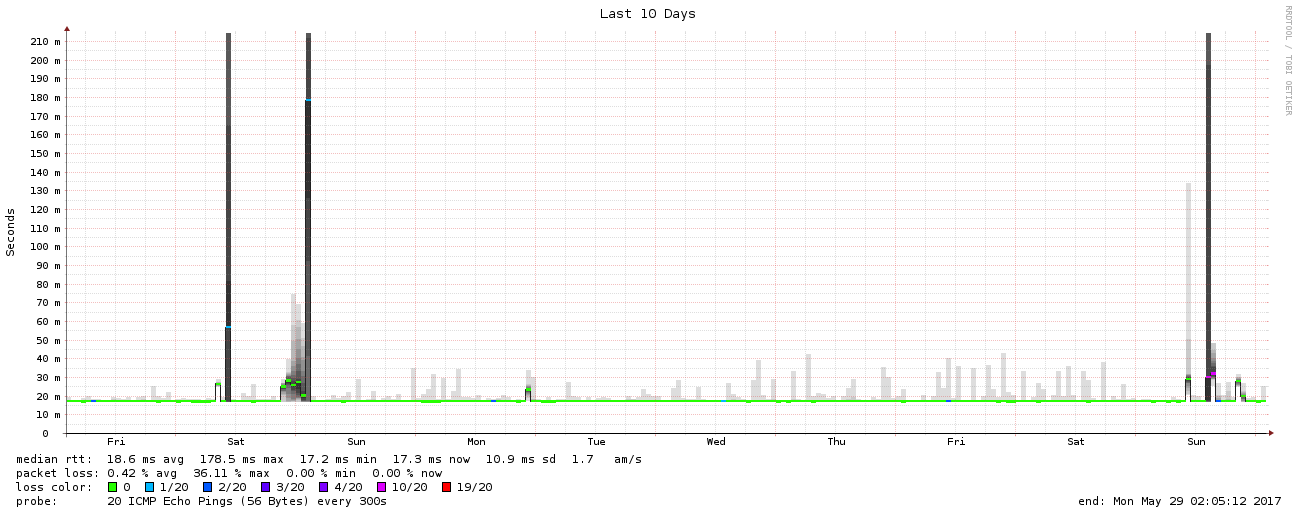 Last 10 Days
RRDTOOL / TOBI OETIKER
Seconds
210 m
200 m
190 m
180 m
170 m
160 m
150 m
140 m
130 m
120 m
110 m
100 m
90 m
80 m
70 m
60 m
50 m
40 m
30 m
20 m
10 m
0
Fri Sat Sun Mon Tue Wed Thu Fri Sat Sun
median rtt: 18.6 ms avg 178.5 ms max 17.2 ms min 17.3 ms now 10.9 ms sd 1.7 am/s
packet loss: 0.42 % avg 36.11 % max 0.00 % min 0.00 % now
loss color: 0 1/20 2/20 3/20 4/20 10/20 19/20
probe: 20 ICMP Echo Pings (56 Bytes) every 300s end: Mon May 29 02:05:12 2017